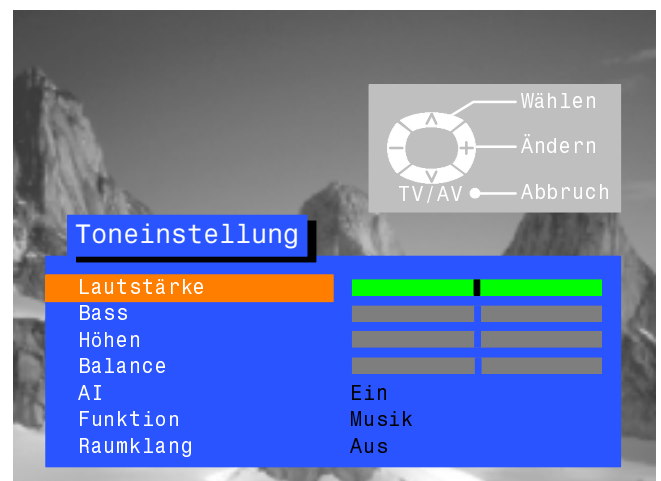 Wählen
Ändern
TV/AV Abbruch
Toneinstellung
Lautstärke
Bass
Höhen
Balance
AI Ein
Funktion Musik
Raumklang Aus